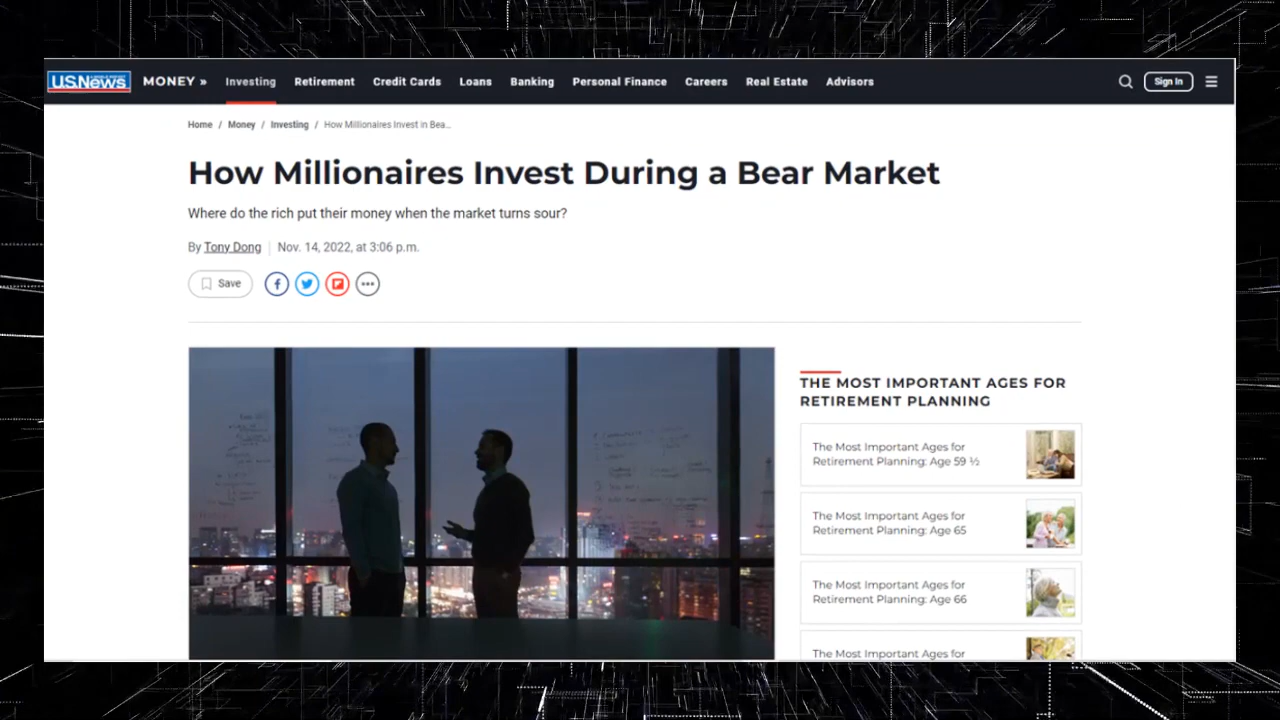 U.S.News MONEY » Investing Retirement Credit Cards Loans Banking Personal Finance Careers Real Estate Advisors Sign In
Home / Money / Investing / How Millionaires Invest in Bea...
How Millionaires Invest During a Bear Market
Where do the rich put their money when the market turns sour?
By Tony Dong | Nov. 14, 2022, at 3:06 p.m.
Save
THE MOST IMPORTANT AGES FOR
RETIREMENT PLANNING
The Most Important Ages for
Retirement Planning: Age 59 ½
The Most Important Ages for
Retirement Planning: Age 65
The Most Important Ages for
Retirement Planning: Age 66
The Most Important Ages for